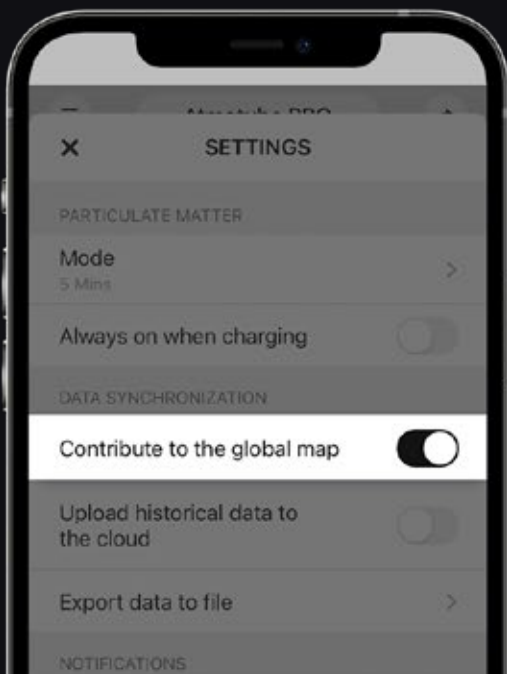 SETTINGS
PARTICULATE MATTER
Mode
5 Mins
Always on when charging
DATA SYNCHRONIZATION
Contribute to the global map
Upload historical data to
the cloud
Export data to file
NOTIFICATIONS